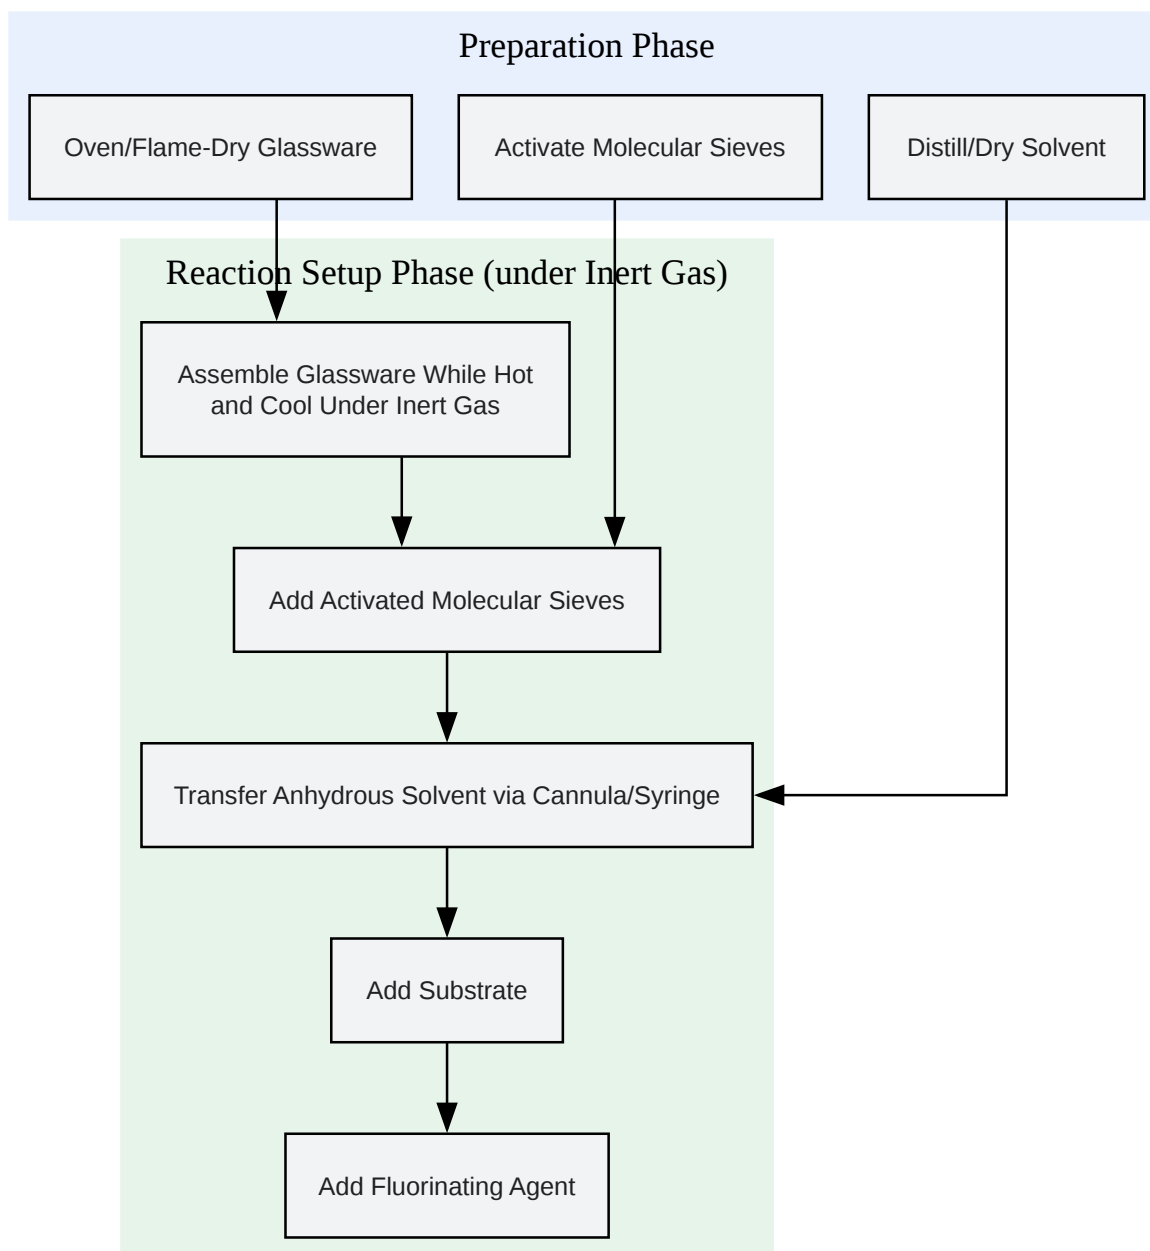 Preparation Phase
Oven/Flame-Dry Glassware
Activate Molecular Sieves
Distill/Dry Solvent
Reaction Setup Phase (under Inert Gas)
Assemble Glassware While Hot
and Cool Under Inert Gas
Add Activated Molecular Sieves
Transfer Anhydrous Solvent via Cannula/Syringe
Add Substrate
Add Fluorinating Agent